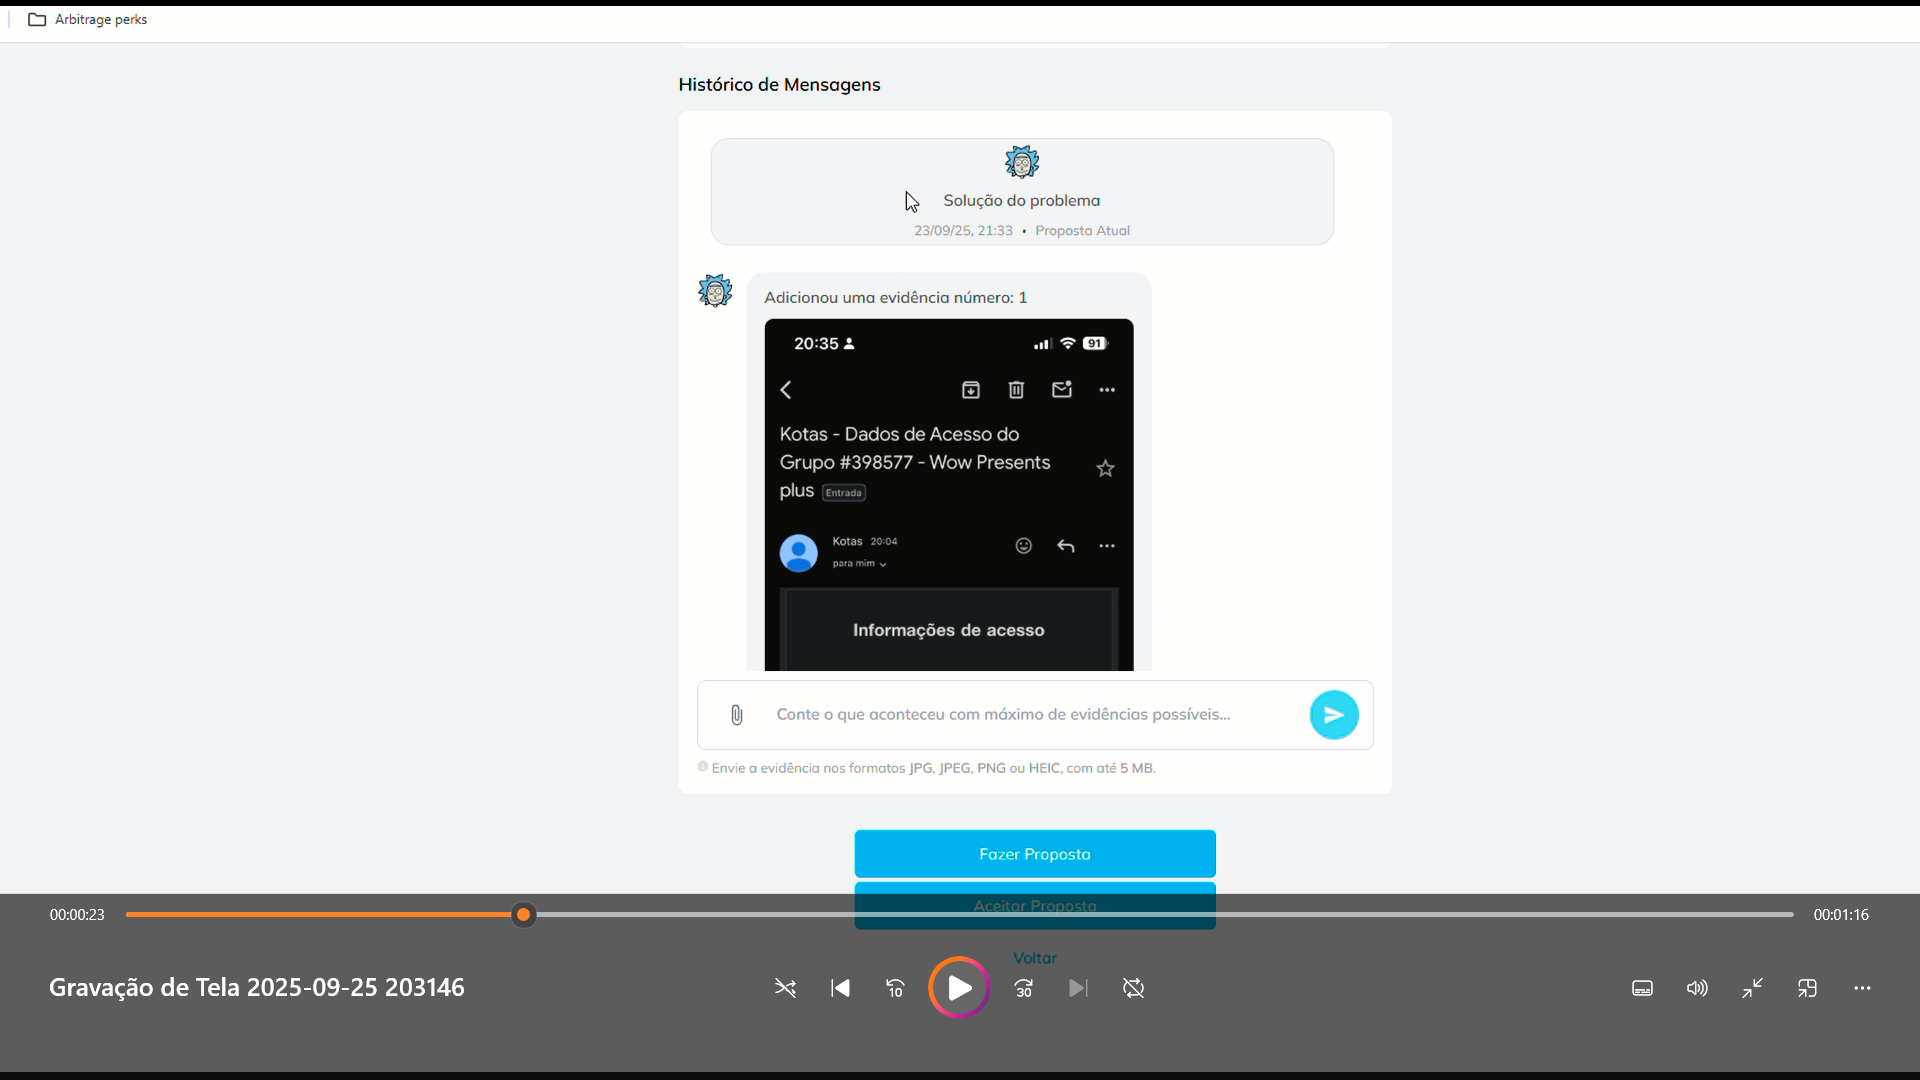 Arbitrage perks
Histórico de Mensagens
Solução do problema
23/09/25, 21:33 • Proposta Atual
Adicionou uma evidência número: 1
20:35
91
Kotas - Dados de Acesso do
Grupo #398577 - Wow Presents
plus Entrada
Kotas 20:04
para mim
Informações de acesso
Conte o que aconteceu com máximo de evidências possíveis...
Envie a evidência nos formatos JPG, JPEG, PNG ou HEIC, com até 5 MB.
Fazer Proposta
Aceitar Proposta
00:00:23
00:01:16
Voltar
Gravação de Tela 2025-09-25 203146
10
30